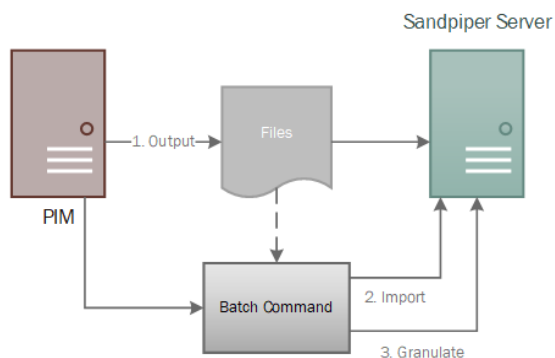 Sandpiper Server
1. Output
Files
PIM
Batch Command
2. Import
3. Granulate